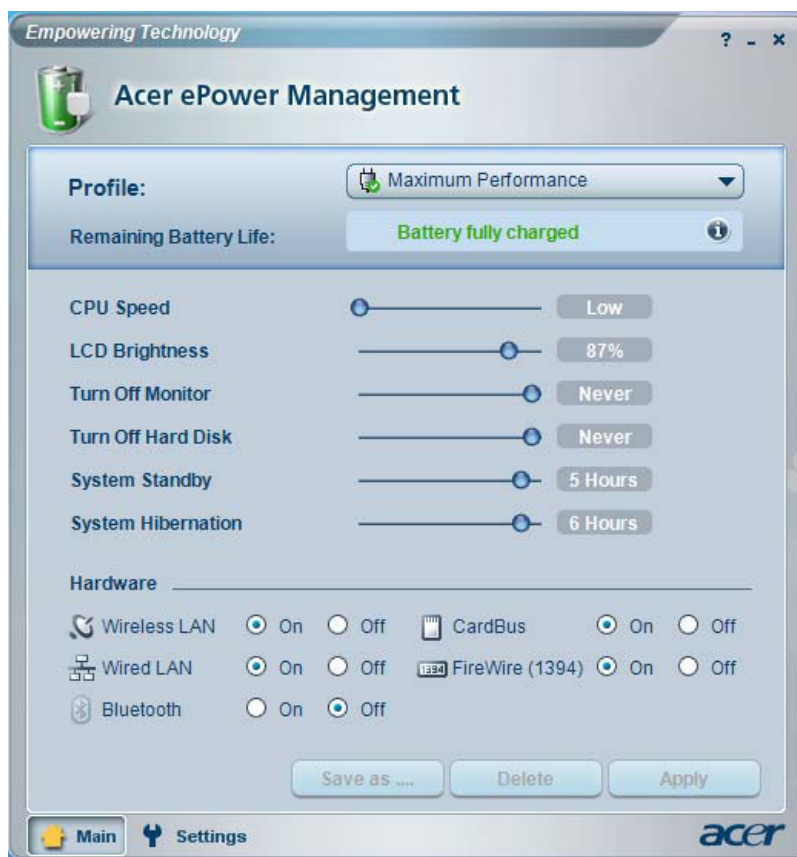 Empowering Technology
? - ×
Acer ePower Management
Profile: Maximum Performance
Remaining Battery Life: Battery fully charged
CPU Speed Low
LCD Brightness 87%
Turn Off Monitor Never
Turn Off Hard Disk Never
System Standby 5 Hours
System Hibernation 6 Hours
Hardware
Wireless LAN On Off CardBus On Off
Wired LAN On Off 1394 FireWire (1394) On Off
Bluetooth On Off
Save as .... Delete Apply
Main Settings acer